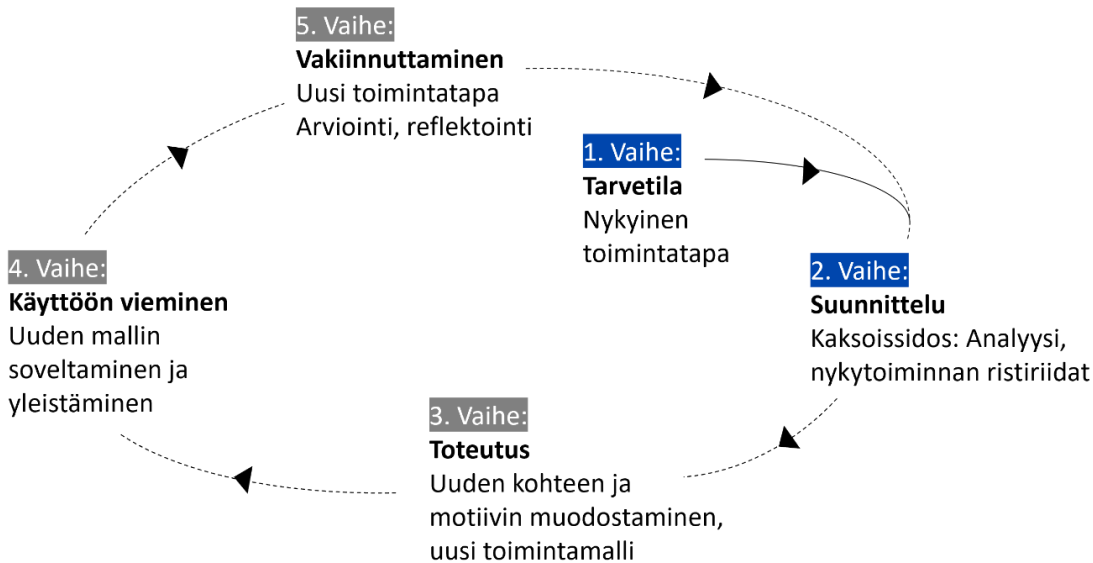 5. Vaihe:
Vakiinnuttaminen
Uusi toimintatapa
Arviointi, reflektointi
1. Vaihe:
Tarvetila
Nykyinen
toimintatapa
2. Vaihe:
Suunnittelu
Kaksoissidos: Analyysi,
nykytoiminnan ristiriidat
3. Vaihe:
Toteutus
Uuden kohteen ja
motiivin muodostaminen,
uusi toimintamalli
4. Vaihe:
Käyttöön vieminen
Uuden mallin
soveltaminen ja
yleistäminen